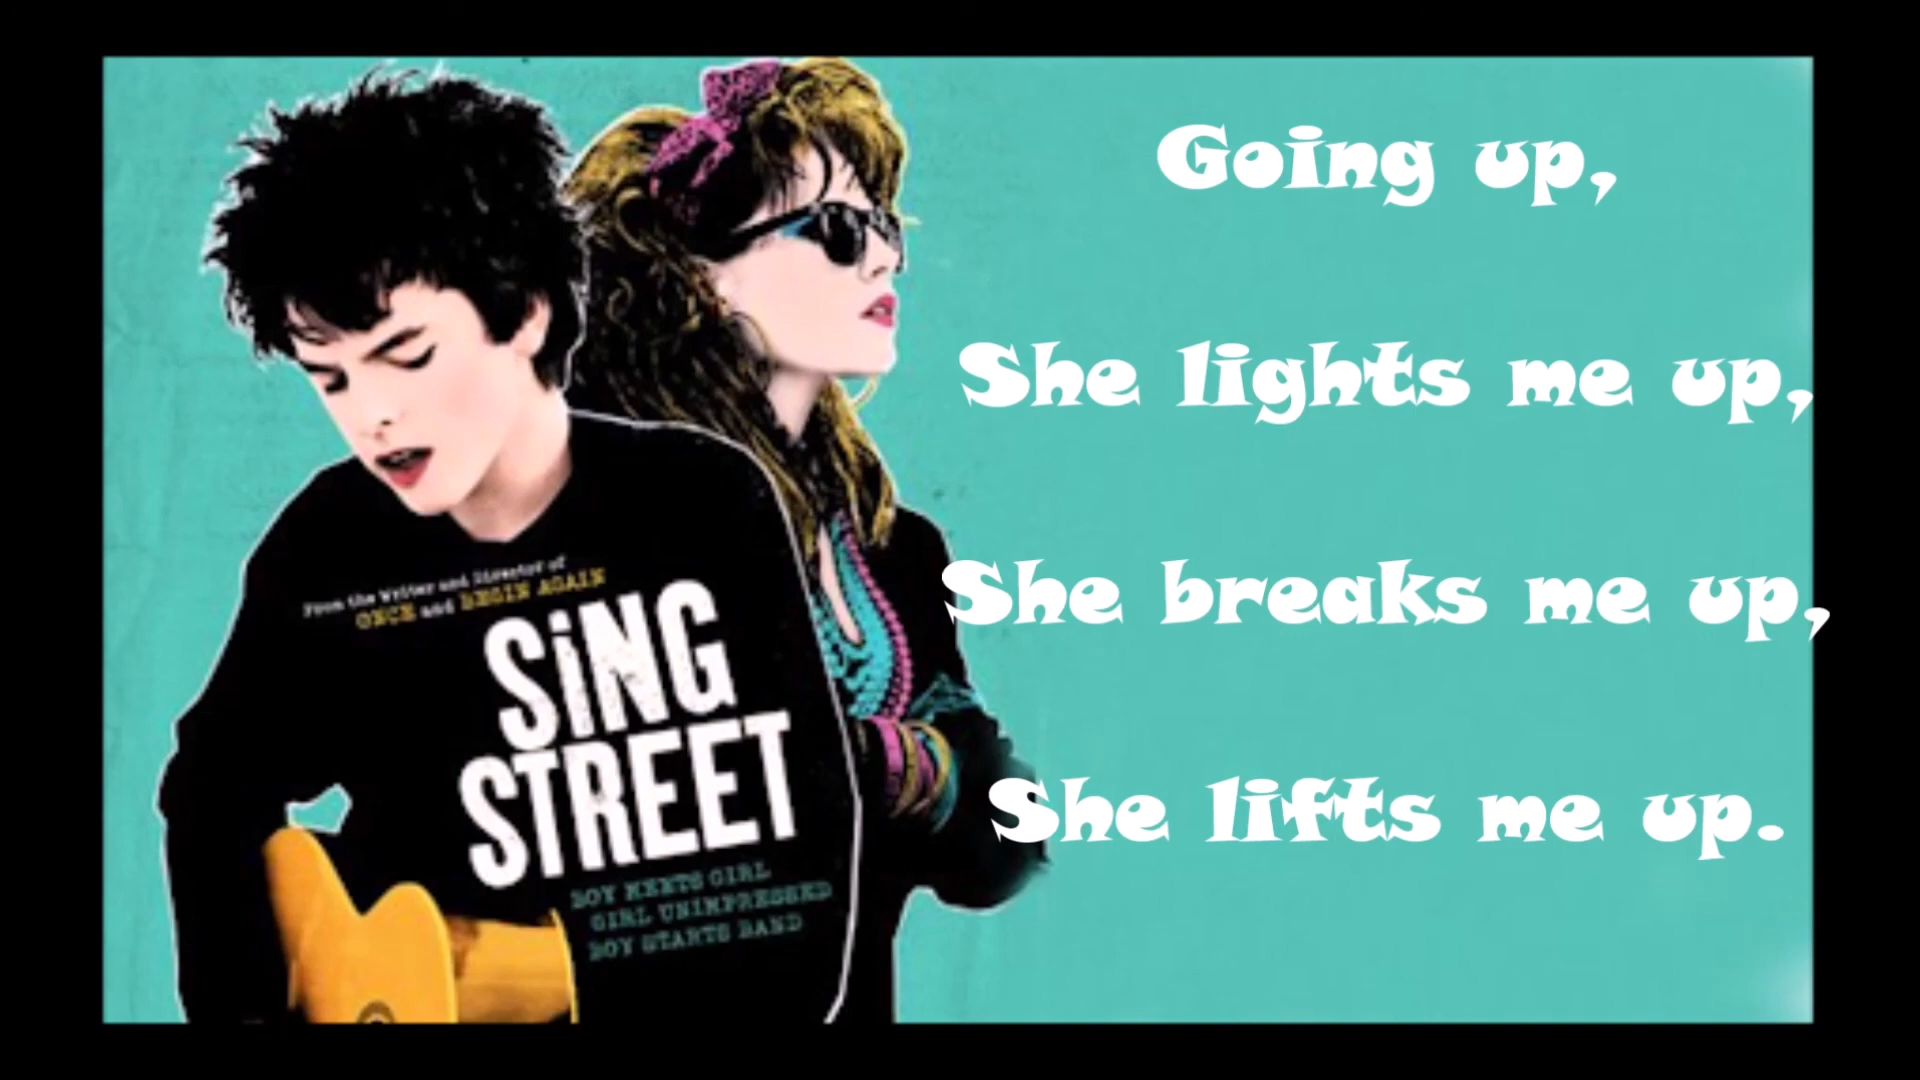 Going up,
She lights me up,
She breaks me up,
She lifts me up.
From the Writer and Director of
ONCE and BEGIN AGAIN
SiNG
STREET
BOY MEETS GIRL
GIRL UNIMPRESSED
BOY STARTS BAND